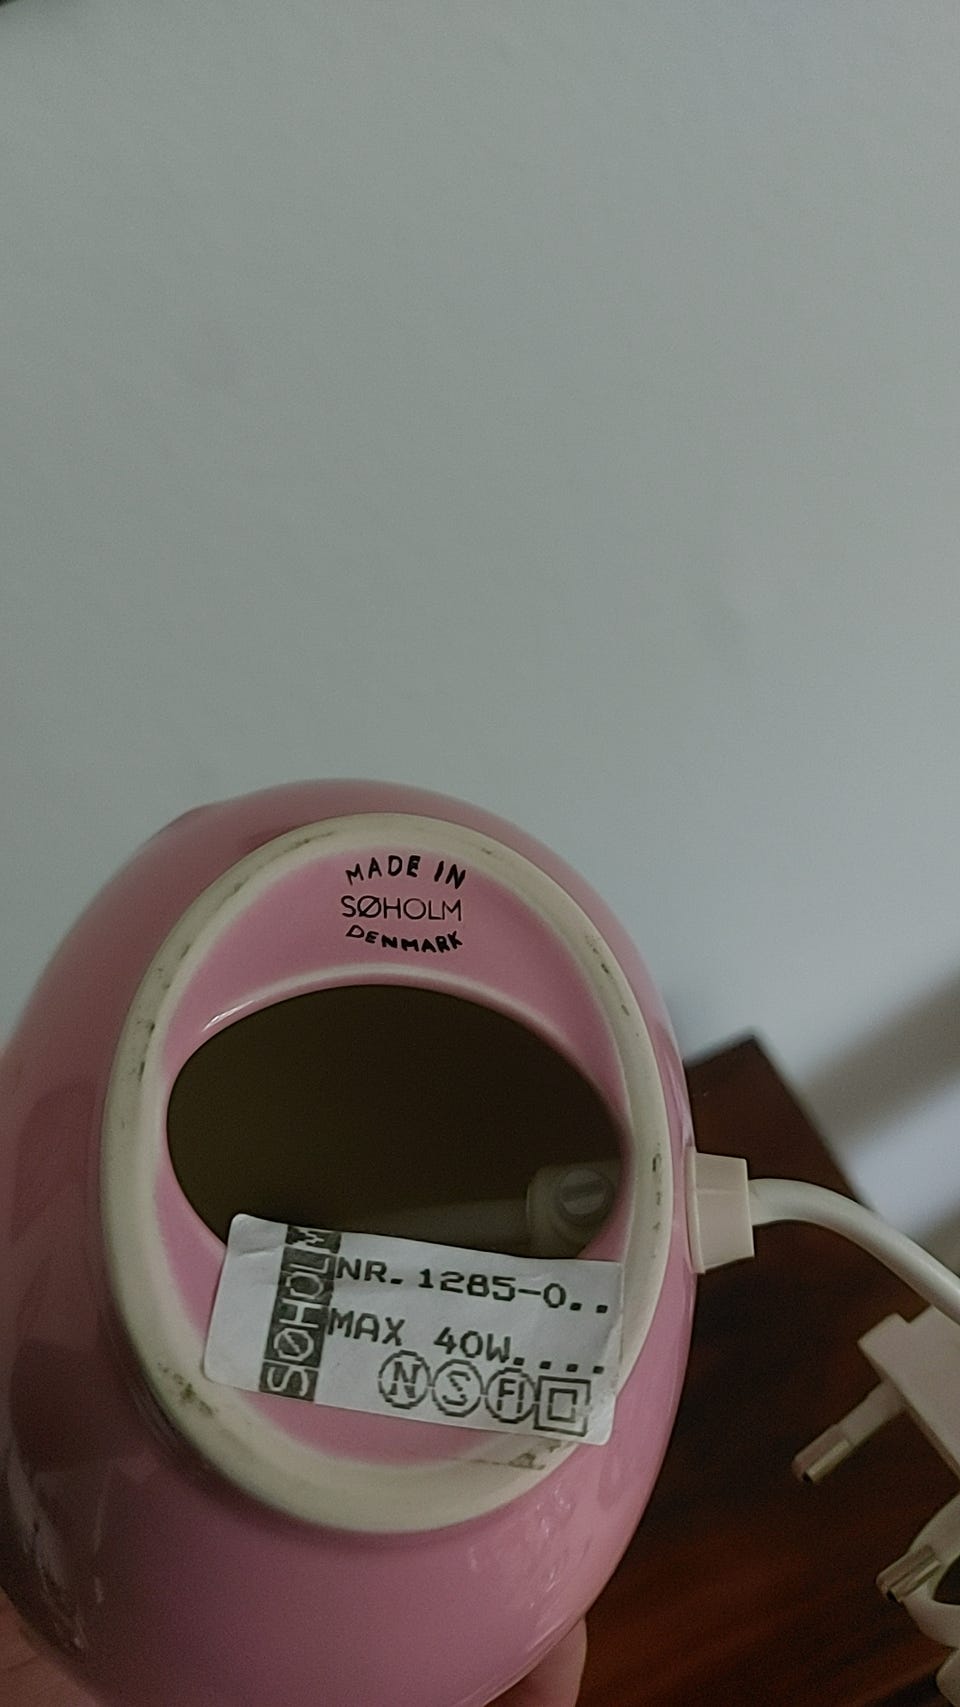 MADE IN
SØHOLM
DENMARK
SØHOLM
NR. 1285-0..
MAX 40W....
N S FI